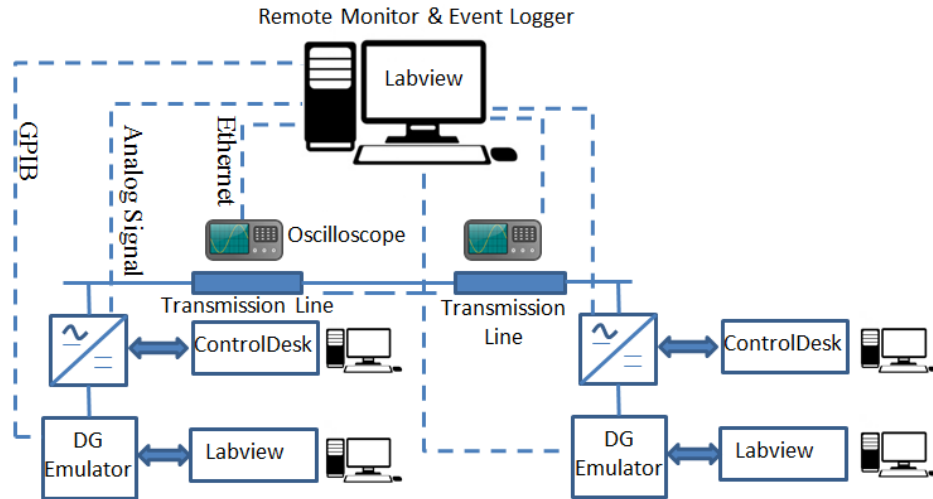 Remote Monitor & Event Logger
Labview
GPIB
Analog Signal
Ethernet
Oscilloscope
Transmission Line
Transmission
Line
ControlDesk
ControlDesk
DG
Emulator
Labview
DG
Emulator
Labview